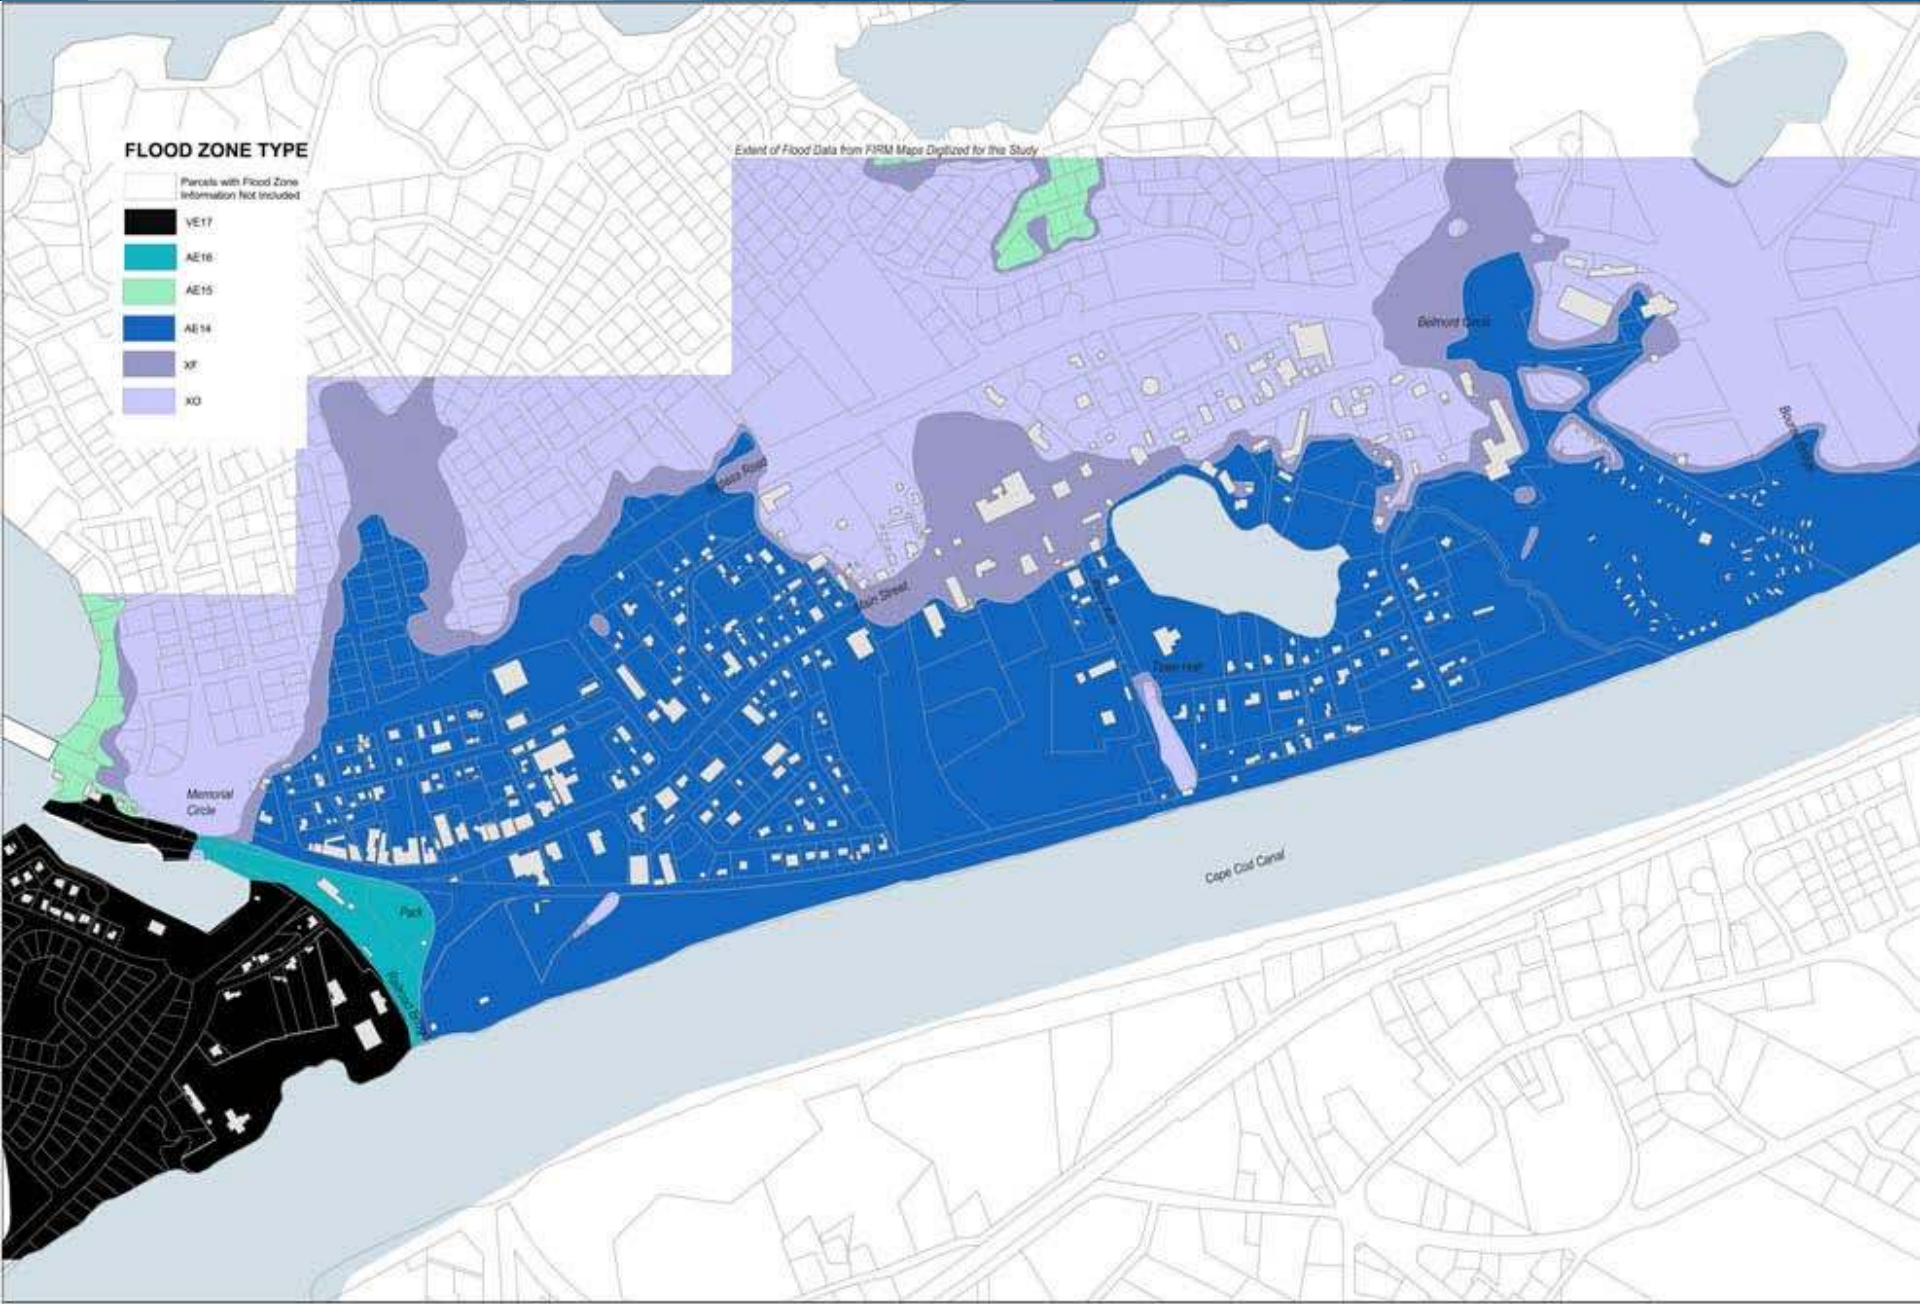 Extent of Flood Data from FIRM Maps Digitized for this Study
FLOOD ZONE TYPE
Parcels with Flood Zone
Information Not Included
VE17
AE16
AE15
AE14
XF
XO
Belmont Circle
Main Street
Town Hall
Memorial
Circle
Cape Cod Canal
Park